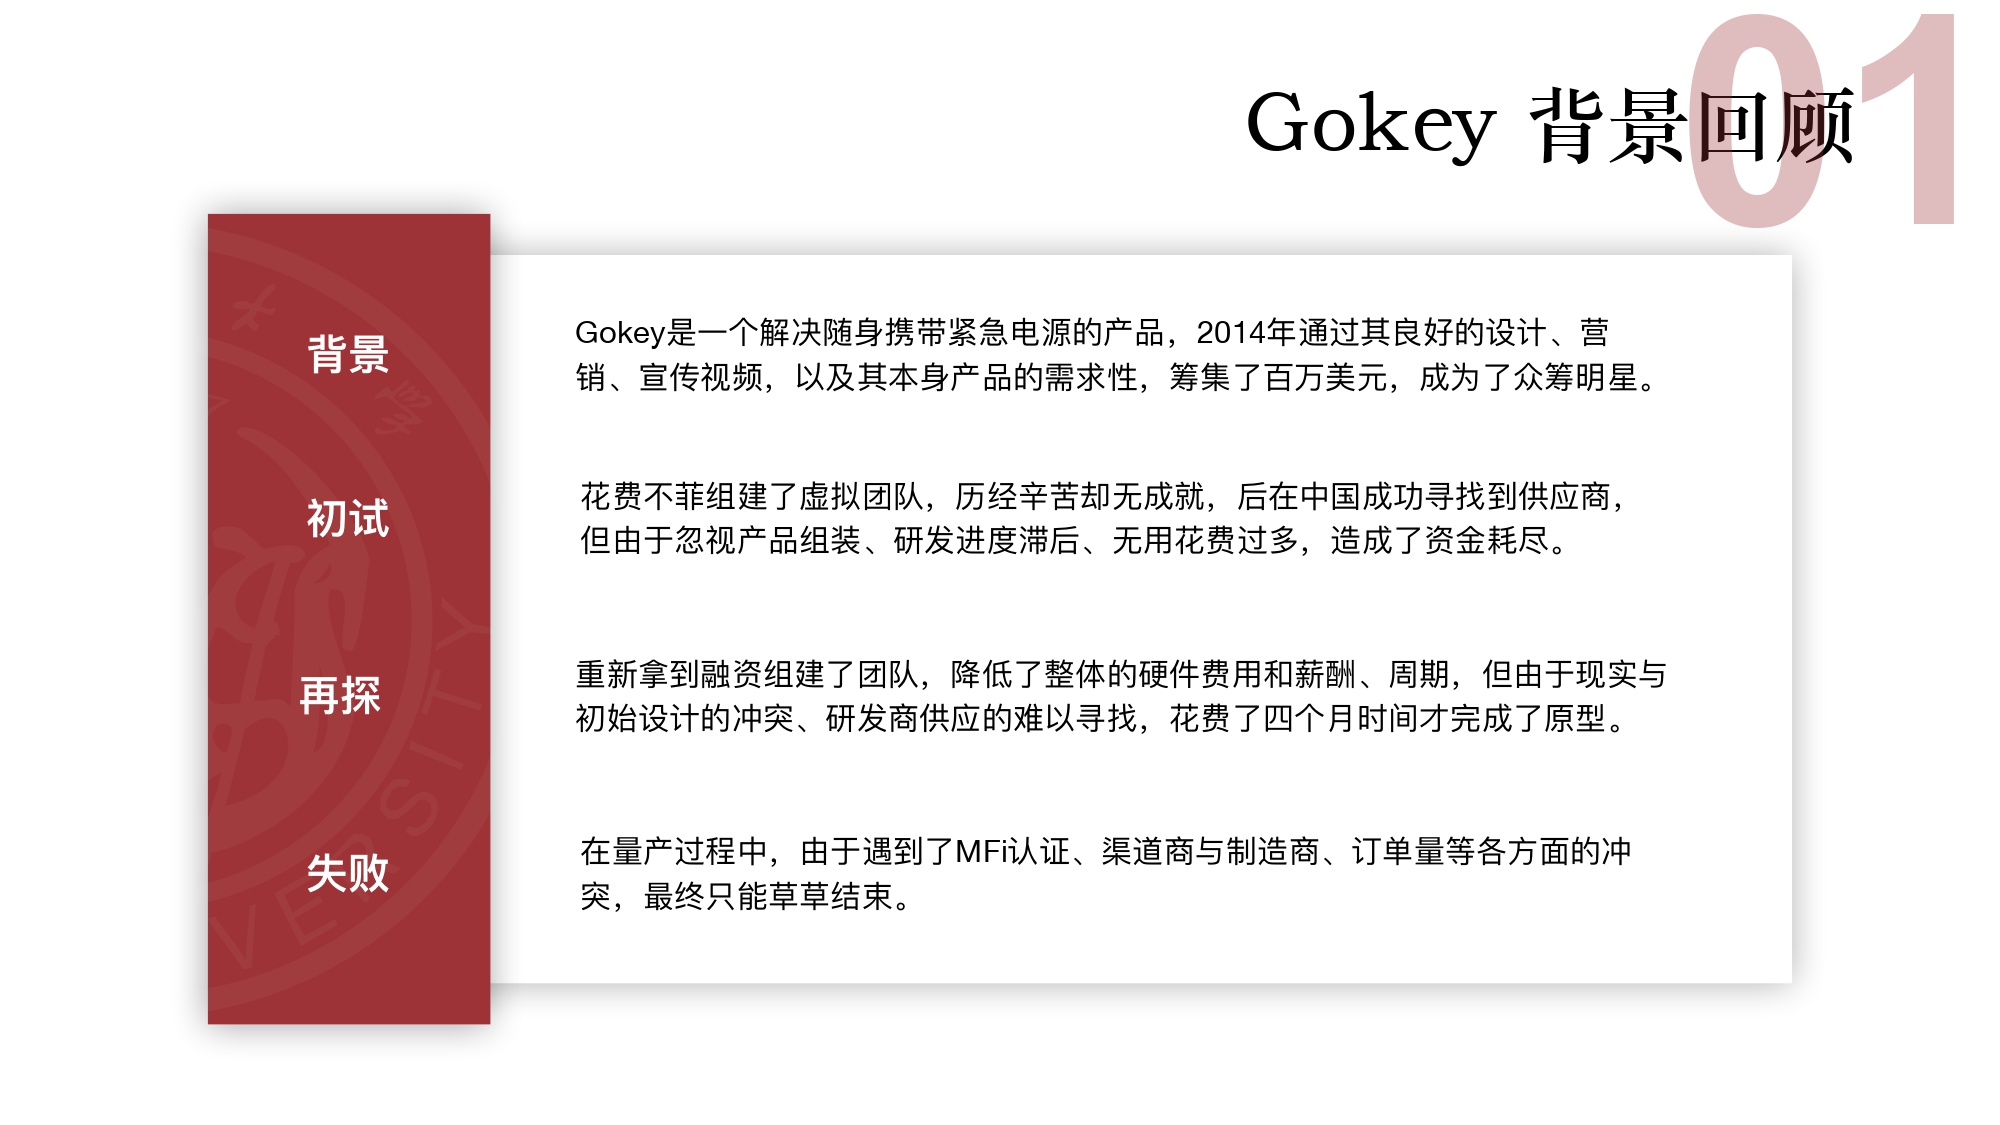 01
Gokey 背景回顾
背景
Gokey是一个解决随身携带紧急电源的产品，2014年通过其良好的设计、营
销、宣传视频，以及其本身产品的需求性，筹集了百万美元，成为了众筹明星。
初试
花费不菲组建了虚拟团队，历经辛苦却无成就，后在中国成功寻找到供应商，
但由于忽视产品组装、研发进度滞后、无用花费过多，造成了资金耗尽。
再探
重新拿到融资组建了团队，降低了整体的硬件费用和薪酬、周期，但由于现实与
初始设计的冲突、研发商供应的难以寻找，花费了四个月时间才完成了原型。
失败
在量产过程中，由于遇到了MFi认证、渠道商与制造商、订单量等各方面的冲
突，最终只能草草结束。
VERSITY